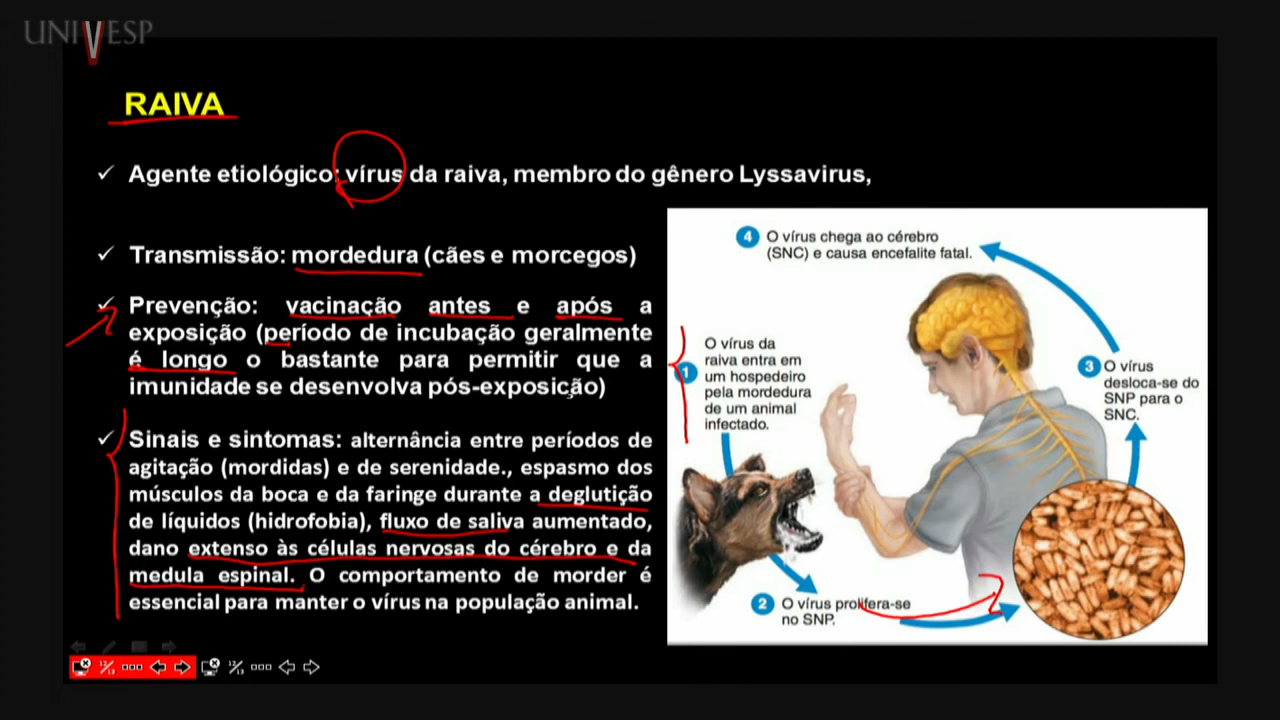 UNIVESP
RAIVA
Agente etiológico: vírus da raiva, membro do gênero Lyssavirus,
Transmissão: mordedura (cães e morcegos)
Prevenção: vacinação antes e após a
exposição (período de incubação geralmente
é longo o bastante para permitir que a
imunidade se desenvolva pós-exposição)
Sinais e sintomas: alternância entre períodos de
agitação (mordidas) e de serenidade., espasmo dos
músculos da boca e da faringe durante a deglutição
de líquidos (hidrofobia), fluxo de saliva aumentado,
dano extenso às células nervosas do cérebro e da
medula espinal. O comportamento de morder é
essencial para manter o vírus na população animal.
4 O vírus chega ao cérebro
(SNC) e causa encefalite fatal.
1 O vírus da
raiva entra em
um hospedeiro
pela mordedura
de um animal
infectado.
3 O vírus
desloca-se do
SNP para o
SNC.
2 O vírus prolifera-se
no SNP.